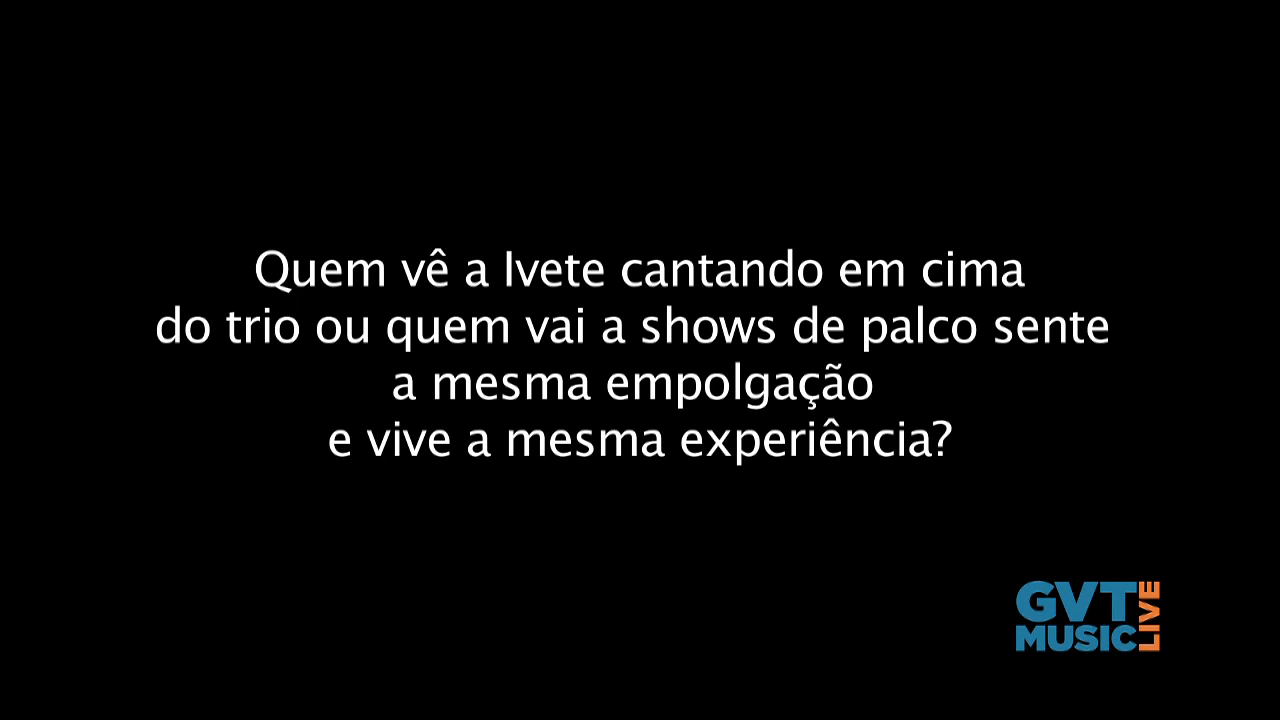 Quem vê a Ivete cantando em cima
do trio ou quem vai a shows de palco sente
a mesma empolgação
e vive a mesma experiência?
GVT
MUSIC
LIVE